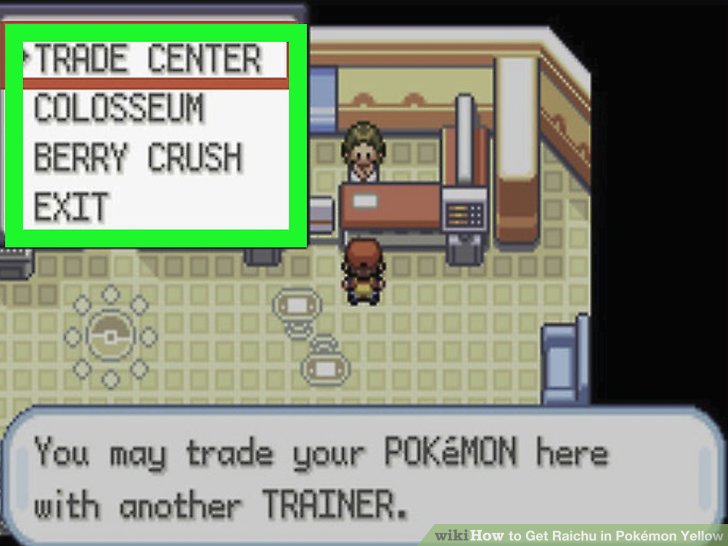 TRADE CENTER
COLOSSEUM
BERRY CRUSH
EXIT
You may trade your POKéMON here
with another TRAINER.
wikiHow to Get Raichu in Pokémon Yellow